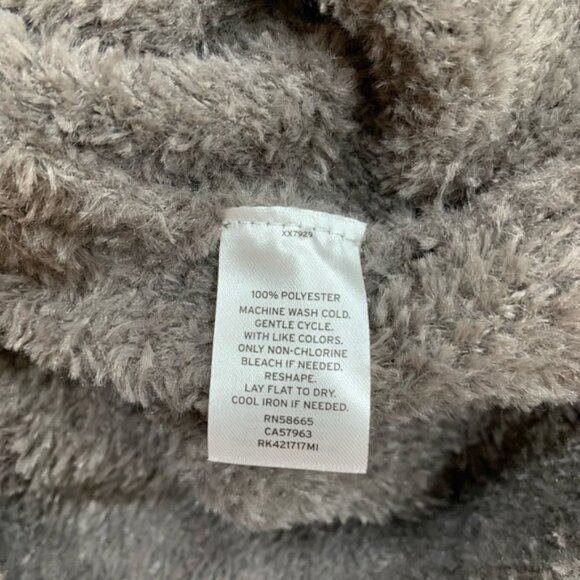 XX7929
100% POLYESTER
MACHINE WASH COLD.
GENTLE CYCLE.
WITH LIKE COLORS.
ONLY NON-CHLORINE
BLEACH IF NEEDED.
RESHAPE.
LAY FLAT TO DRY.
COOL IRON IF NEEDED.
RN58665
CA57963
RK421717MI